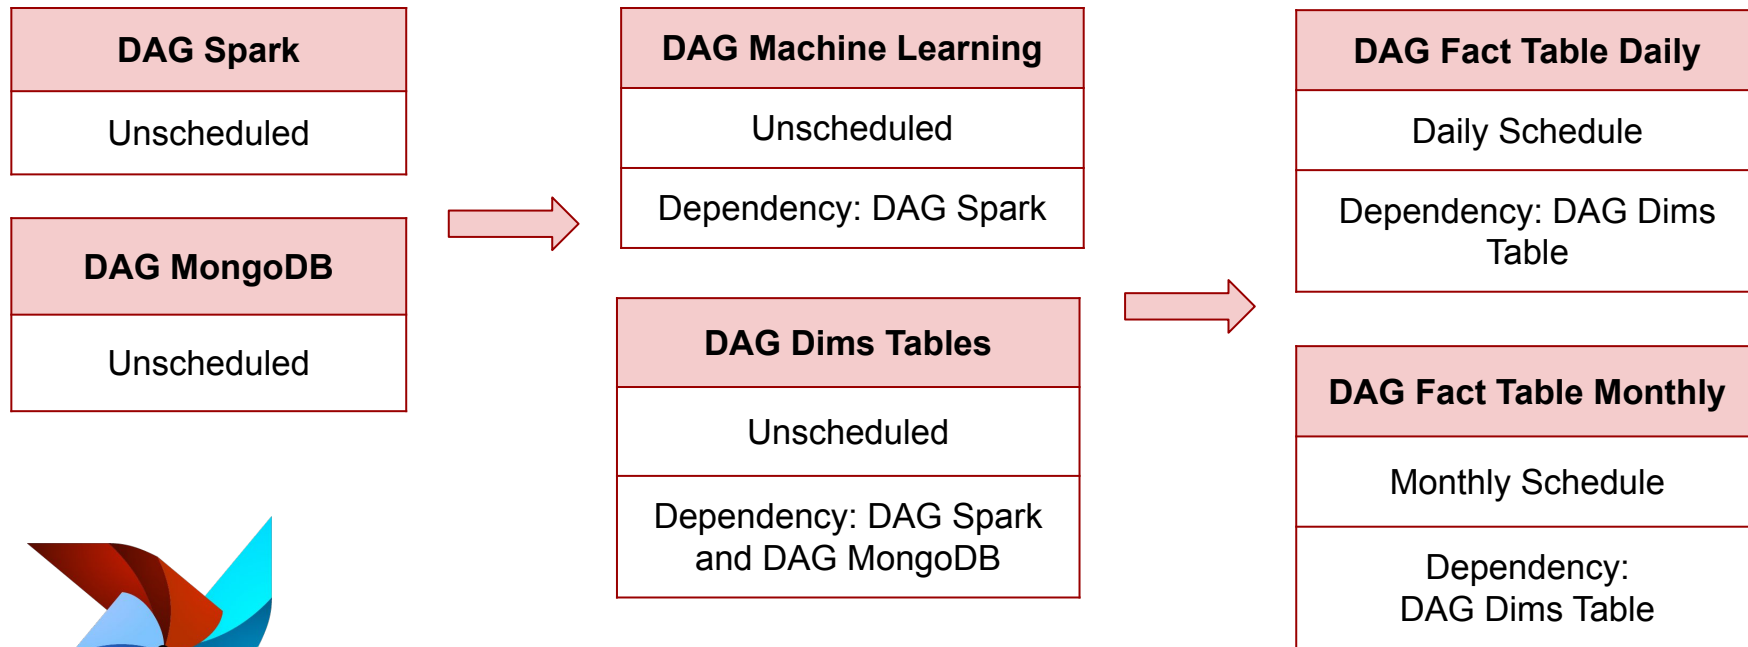 DAG Spark
Unscheduled
DAG MongoDB
Unscheduled
DAG Machine Learning
Unscheduled
Dependency: DAG Spark
DAG Dims Tables
Unscheduled
Dependency: DAG Spark
and DAG MongoDB
DAG Fact Table Daily
Daily Schedule
Dependency: DAG Dims
Table
DAG Fact Table Monthly
Monthly Schedule
Dependency:
DAG Dims Table